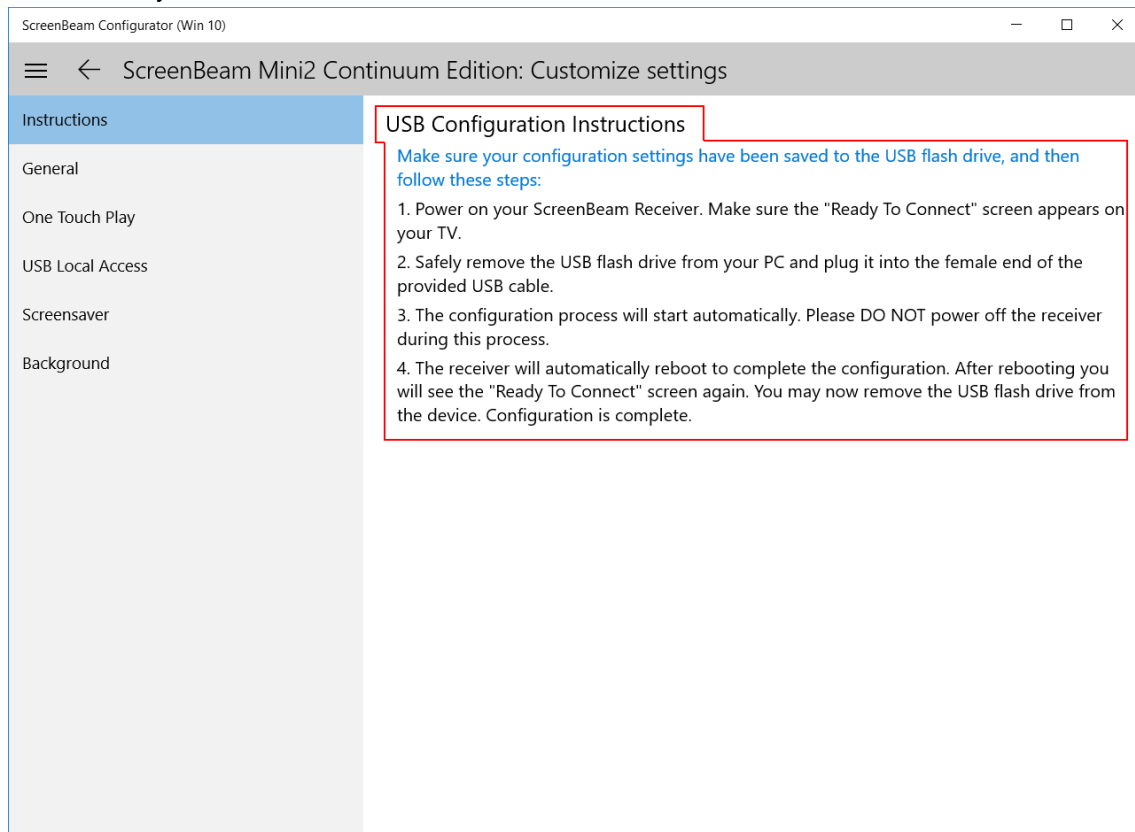 ScreenBeam Configurator (Win 10)
ScreenBeam Mini2 Continuum Edition: Customize settings
Instructions
General
One Touch Play
USB Local Access
Screensaver
Background
USB Configuration Instructions
Make sure your configuration settings have been saved to the USB flash drive, and then
follow these steps:
1. Power on your ScreenBeam Receiver. Make sure the "Ready To Connect" screen appears on
your TV.
2. Safely remove the USB flash drive from your PC and plug it into the female end of the
provided USB cable.
3. The configuration process will start automatically. Please DO NOT power off the receiver
during this process.
4. The receiver will automatically reboot to complete the configuration. After rebooting you
will see the "Ready To Connect" screen again. You may now remove the USB flash drive from
the device. Configuration is complete.